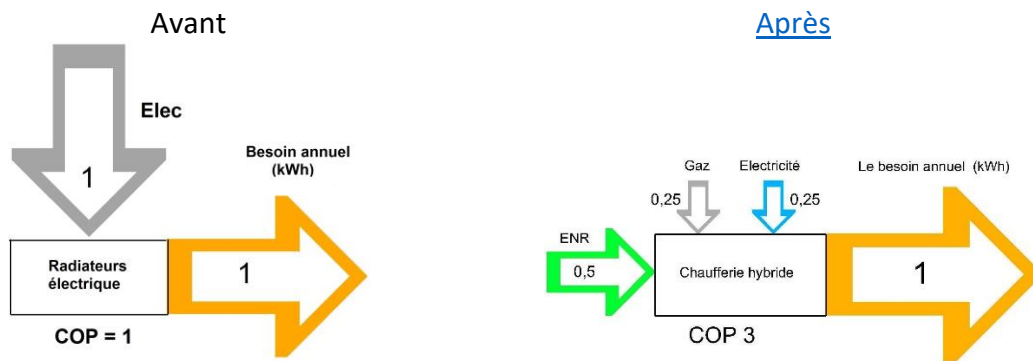 Avant
Après
Elec
1
Besoin annuel
(kWh)
1
Radiateurs
électrique
COP = 1
Gaz
Electricité
Le besoin annuel (kWh)
0,25
0,25
ENR
0,5
Chaufferie hybride
1
COP 3